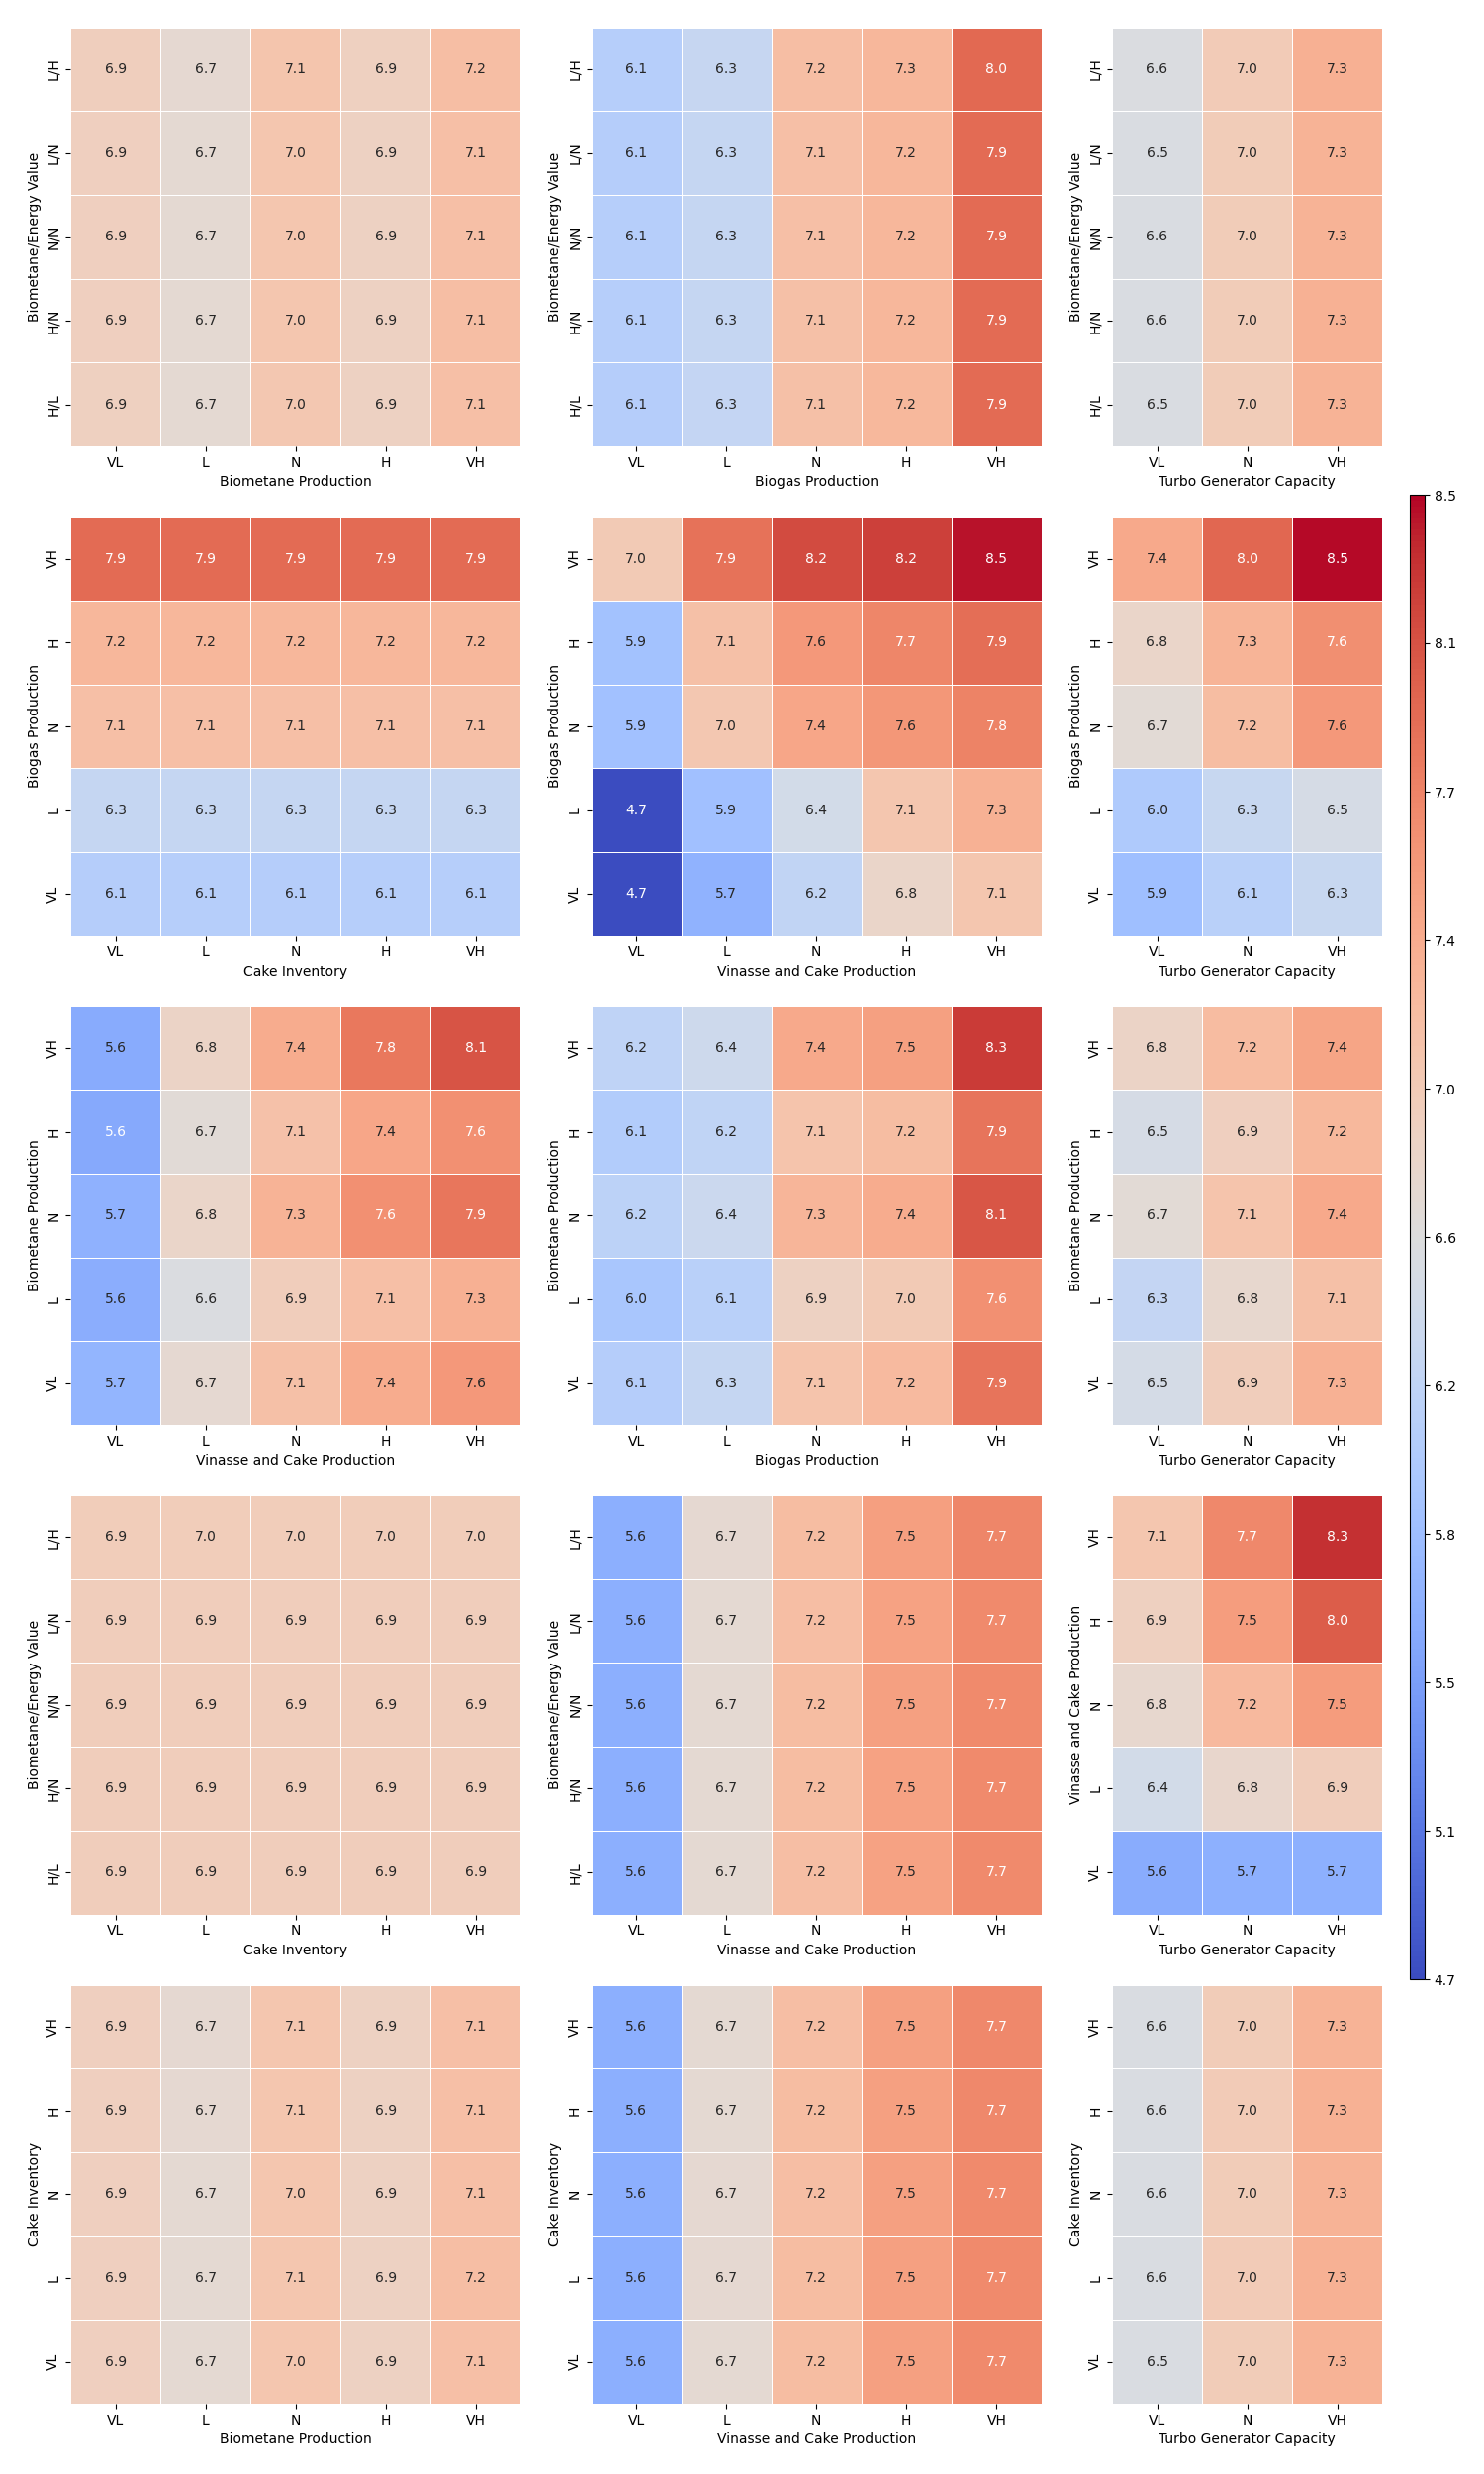 L/H 6.9 6.7 7.1 6.9 7.2
L/N 6.9 6.7 7.0 6.9 7.1
N/N 6.9 6.7 7.0 6.9 7.1
H/N 6.9 6.7 7.0 6.9 7.1
H/L 6.9 6.7 7.0 6.9 7.1
VL L N H VH
Biometane Production
Biometane/Energy Value
L/H 6.1 6.3 7.2 7.3 8.0
L/N 6.1 6.3 7.1 7.2 7.9
N/N 6.1 6.3 7.1 7.2 7.9
H/N 6.1 6.3 7.1 7.2 7.9
H/L 6.1 6.3 7.1 7.2 7.9
VL L N H VH
Biogas Production
Biometane/Energy Value
L/H 6.6 7.0 7.3
L/N 6.5 7.0 7.3
N/N 6.6 7.0 7.3
H/N 6.6 7.0 7.3
H/L 6.5 7.0 7.3
VL N VH
Turbo Generator Capacity
Biometane/Energy Value
VH 7.9 7.9 7.9 7.9 7.9
H 7.2 7.2 7.2 7.2 7.2
N 7.1 7.1 7.1 7.1 7.1
L 6.3 6.3 6.3 6.3 6.3
VL 6.1 6.1 6.1 6.1 6.1
VL L N H VH
Cake Inventory
Biogas Production
VH 7.0 7.9 8.2 8.2 8.5
H 5.9 7.1 7.6 7.7 7.9
N 5.9 7.0 7.4 7.6 7.8
L 4.7 5.9 6.4 7.1 7.3
VL 4.7 5.7 6.2 6.8 7.1
VL L N H VH
Vinasse and Cake Production
Biogas Production
VH 7.4 8.0 8.5
H 6.8 7.3 7.6
N 6.7 7.2 7.6
L 6.0 6.3 6.5
VL 5.9 6.1 6.3
VL N VH
Turbo Generator Capacity
Biogas Production
VH 5.6 6.8 7.4 7.8 8.1
H 5.6 6.7 7.1 7.4 7.6
N 5.7 6.8 7.3 7.6 7.9
L 5.6 6.6 6.9 7.1 7.3
VL 5.7 6.7 7.1 7.4 7.6
VL L N H VH
Vinasse and Cake Production
Biometane Production
VH 6.2 6.4 7.4 7.5 8.3
H 6.1 6.2 7.1 7.2 7.9
N 6.2 6.4 7.3 7.4 8.1
L 6.0 6.1 6.9 7.0 7.6
VL 6.1 6.3 7.1 7.2 7.9
VL L N H VH
Biogas Production
Biometane Production
VH 6.8 7.2 7.4
H 6.5 6.9 7.2
N 6.7 7.1 7.4
L 6.3 6.8 7.1
VL 6.5 6.9 7.3
VL N VH
Turbo Generator Capacity
Biometane Production
L/H 6.9 7.0 7.0 7.0 7.0
L/N 6.9 6.9 6.9 6.9 6.9
N/N 6.9 6.9 6.9 6.9 6.9
H/N 6.9 6.9 6.9 6.9 6.9
H/L 6.9 6.9 6.9 6.9 6.9
VL L N H VH
Cake Inventory
Biometane/Energy Value
L/H 5.6 6.7 7.2 7.5 7.7
L/N 5.6 6.7 7.2 7.5 7.7
N/N 5.6 6.7 7.2 7.5 7.7
H/N 5.6 6.7 7.2 7.5 7.7
H/L 5.6 6.7 7.2 7.5 7.7
VL L N H VH
Vinasse and Cake Production
Biometane/Energy Value
VH 7.1 7.7 8.3
H 6.9 7.5 8.0
N 6.8 7.2 7.5
L 6.4 6.8 6.9
VL 5.6 5.7 5.7
VL N VH
Turbo Generator Capacity
Vinasse and Cake Production
VH 6.9 6.7 7.1 6.9 7.1
H 6.9 6.7 7.1 6.9 7.1
N 6.9 6.7 7.0 6.9 7.1
L 6.9 6.7 7.1 6.9 7.2
VL 6.9 6.7 7.0 6.9 7.1
VL L N H VH
Biometane Production
Cake Inventory
VH 5.6 6.7 7.2 7.5 7.7
H 5.6 6.7 7.2 7.5 7.7
N 5.6 6.7 7.2 7.5 7.7
L 5.6 6.7 7.2 7.5 7.7
VL 5.6 6.7 7.2 7.5 7.7
VL L N H VH
Vinasse and Cake Production
Cake Inventory
VH 6.6 7.0 7.3
H 6.6 7.0 7.3
N 6.6 7.0 7.3
L 6.6 7.0 7.3
VL 6.5 7.0 7.3
VL N VH
Turbo Generator Capacity
Cake Inventory
8.5
8.1
7.7
7.4
7.0
6.6
6.2
5.8
5.5
5.1
4.7